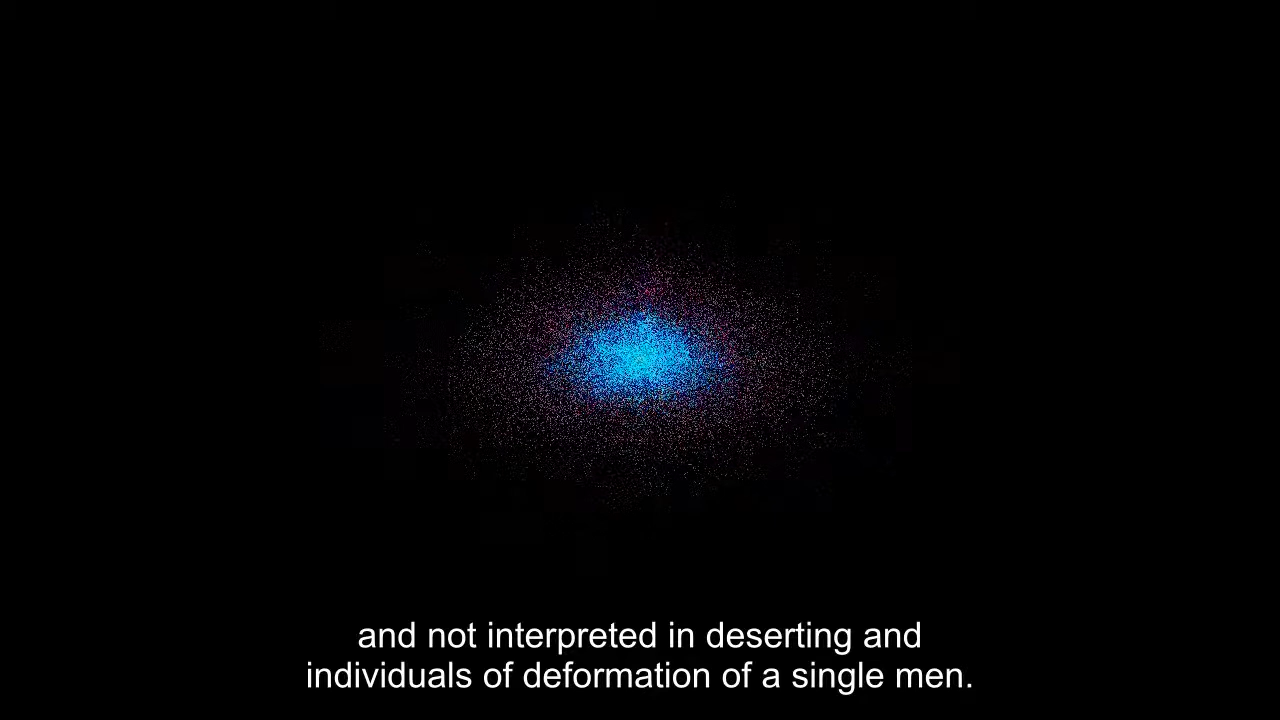 and not interpreted in deserting and
individuals of deformation of a single men.